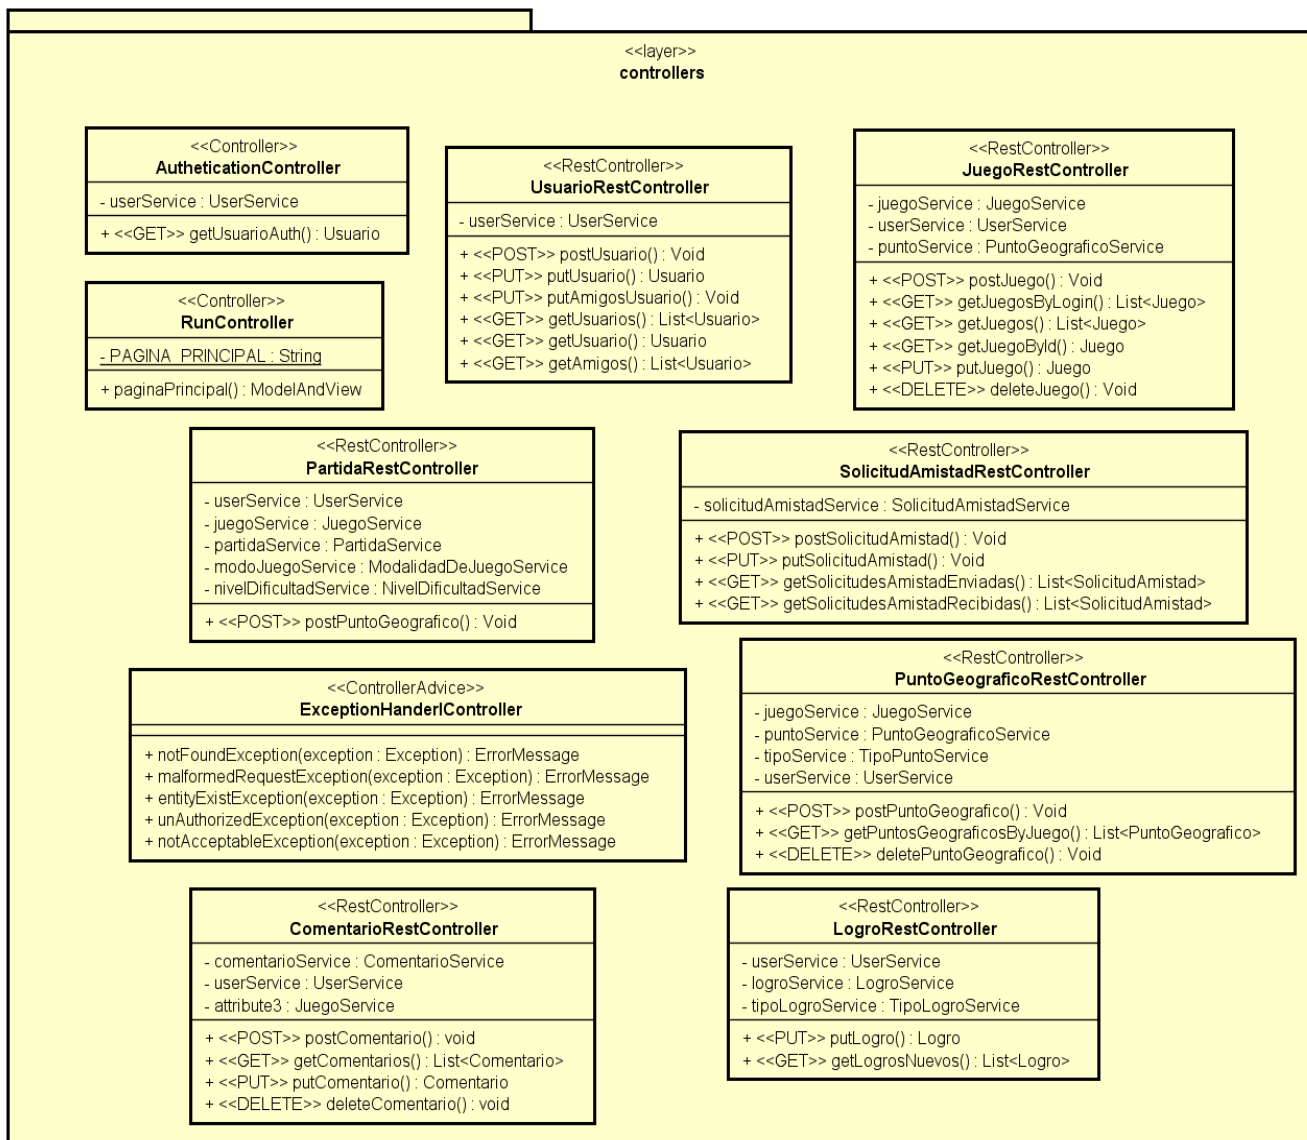 <<layer>>
controllers
<<Controller>>
AutheticationController
- userService : UserService
+ <<GET>> getUsuarioAuth() : Usuario
<<RestController>>
UsuarioRestController
- userService : UserService
+ <<POST>> postUsuario() : Void
+ <<PUT>> putUsuario() : Usuario
+ <<PUT>> putAmigosUsuario() : Void
+ <<GET>> getUsuarios() : List<Usuario>
+ <<GET>> getUsuario() : Usuario
+ <<GET>> getAmigos() : List<Usuario>
<<RestController>>
JuegoRestController
- juegoService : JuegoService
- userService : UserService
- puntoService : PuntoGeograficoService
+ <<POST>> postJuego() : Void
+ <<GET>> getJuegosByLogin() : List<Juego>
+ <<GET>> getJuegos() : List<Juego>
+ <<GET>> getJuegoById() : Juego
+ <<PUT>> putJuego() : Juego
+ <<DELETE>> deleteJuego() : Void
<<Controller>>
RunController
- PAGINA_PRINCIPAL : String
+ paginaPrincipal() : ModelAndView
<<RestController>>
PartidaRestController
- userService : UserService
- juegoService : JuegoService
- partidaService : PartidaService
- modoJuegoService : ModalidadDeJuegoService
- nivelDificultadService : NivelDificultadService
+ <<POST>> postPuntoGeografico() : Void
<<RestController>>
SolicitudAmistadRestController
- solicitudAmistadService : SolicitudAmistadService
+ <<POST>> postSolicitudAmistad() : Void
+ <<PUT>> putSolicitudAmistad() : Void
+ <<GET>> getSolicitudesAmistadEnviadas() : List<SolicitudAmistad>
+ <<GET>> getSolicitudesAmistadRecibidas() : List<SolicitudAmistad>
<<ControllerAdvice>>
ExceptionHanderlController
+ notFoundException(exception : Exception) : ErrorMessage
+ malformedRequestException(exception : Exception) : ErrorMessage
+ entityExistException(exception : Exception) : ErrorMessage
+ unAuthorizedException(exception : Exception) : ErrorMessage
+ notAcceptableException(exception : Exception) : ErrorMessage
<<RestController>>
PuntoGeograficoRestController
- juegoService : JuegoService
- puntoService : PuntoGeograficoService
- tipoService : TipoPuntoService
- userService : UserService
+ <<POST>> postPuntoGeografico() : Void
+ <<GET>> getPuntosGeograficosByJuego() : List<PuntoGeografico>
+ <<DELETE>> deletePuntoGeografico() : Void
<<RestController>>
ComentarioRestController
- comentarioService : ComentarioService
- userService : UserService
- attribute3 : JuegoService
+ <<POST>> postComentario() : void
+ <<GET>> getComentarios() : List<Comentario>
+ <<PUT>> putComentario() : Comentario
+ <<DELETE>> deleteComentario() : void
<<RestController>>
LogroRestController
- userService : UserService
- logroService : LogroService
- tipoLogroService : TipoLogroService
+ <<PUT>> putLogro() : Logro
+ <<GET>> getLogrosNuevos() : List<Logro>